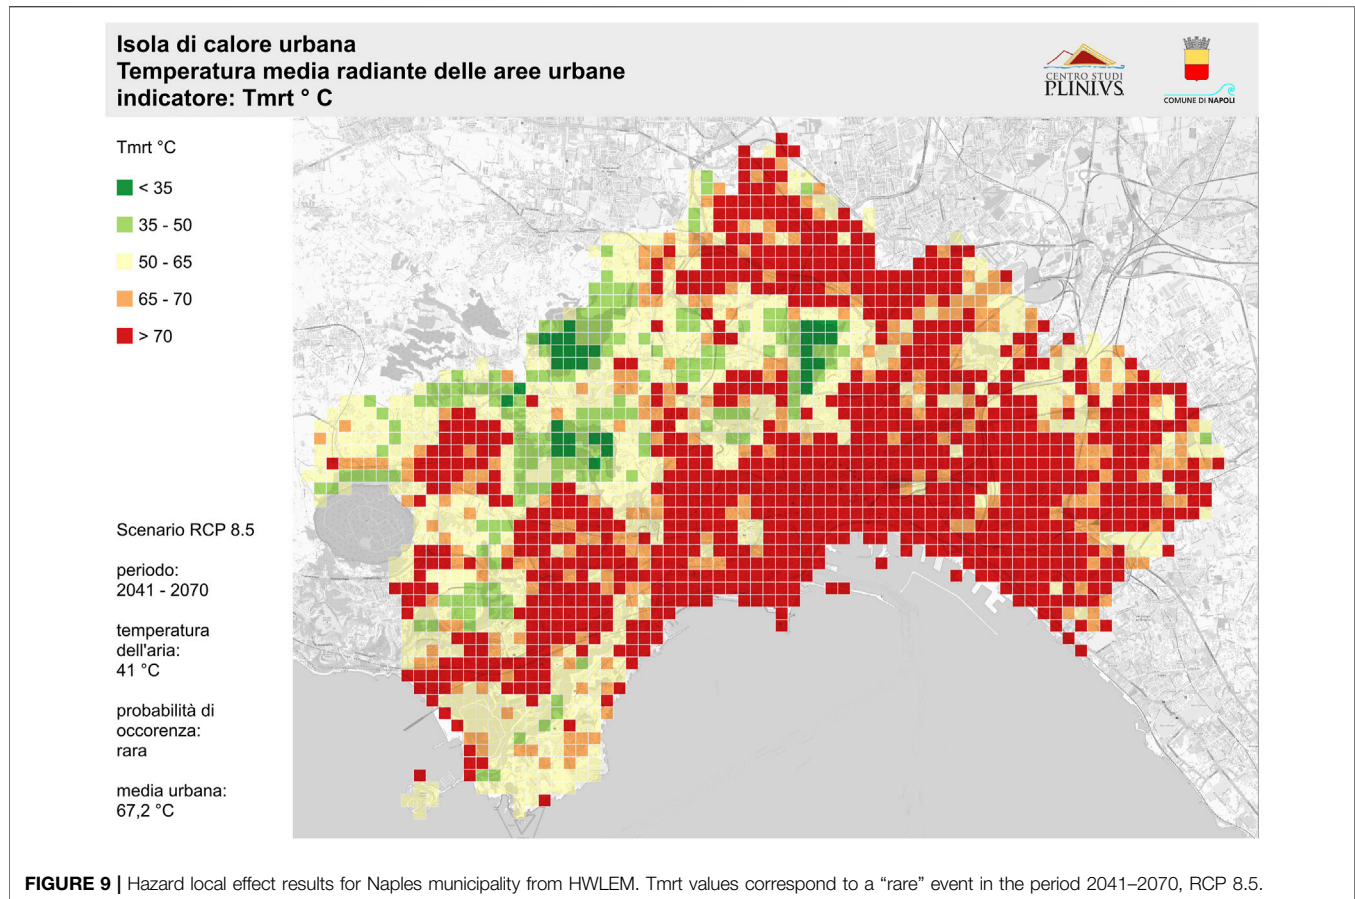 Isola di calore urbana
Temperatura media radiante delle aree urbane
indicatore: Tmrt ° C
CENTRO STUDI
P.LIN.I.V.S.
COMUNE DI NAPOLI
Tmrt °C
< 35
35 - 50
50 - 65
65 - 70
> 70
Scenario RCP 8.5
periodo:
2041 - 2070
temperatura
dell'aria:
41 °C
probabilità di
occorenza:
rara
media urbana:
67,2 °C
FIGURE 9 | Hazard local effect results for Naples municipality from HWLEM. Tmrt values correspond to a “rare” event in the period 2041–2070, RCP 8.5.